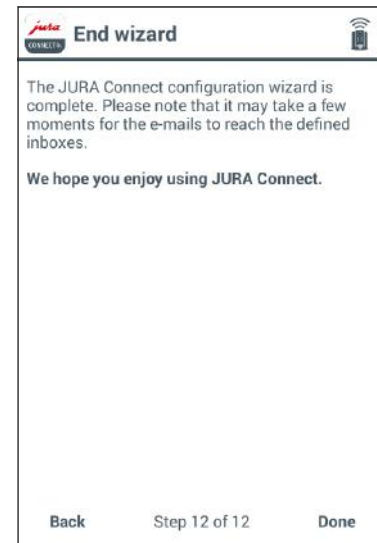 jura
CONNECT
End wizard
The JURA Connect configuration wizard is
complete. Please note that it may take a few
moments for the e-mails to reach the defined
inboxes.
We hope you enjoy using JURA Connect.
Back Step 12 of 12 Done